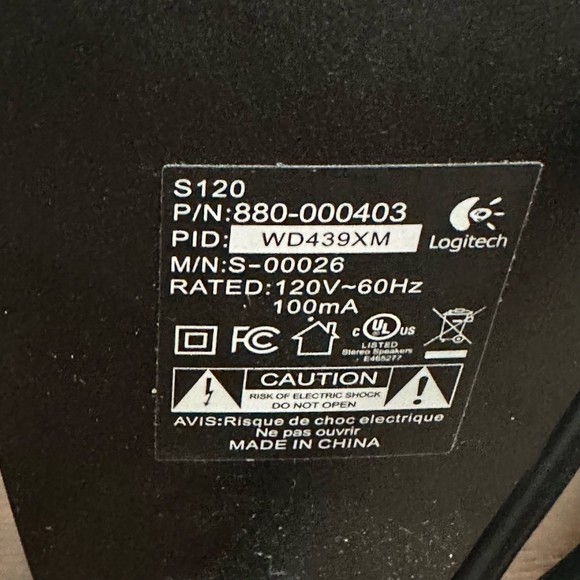 S120
P/N:880-000403
PID: WD439XM
Logitech
M/N:S-00026
RATED:120V~60Hz
100mA
FC
c UL US
LISTED
Stereo Speakers
E465277
CAUTION
RISK OF ELECTRIC SHOCK
DO NOT OPEN
AVIS:Risque de choc electrique
Ne pas ouvrir
MADE IN CHINA